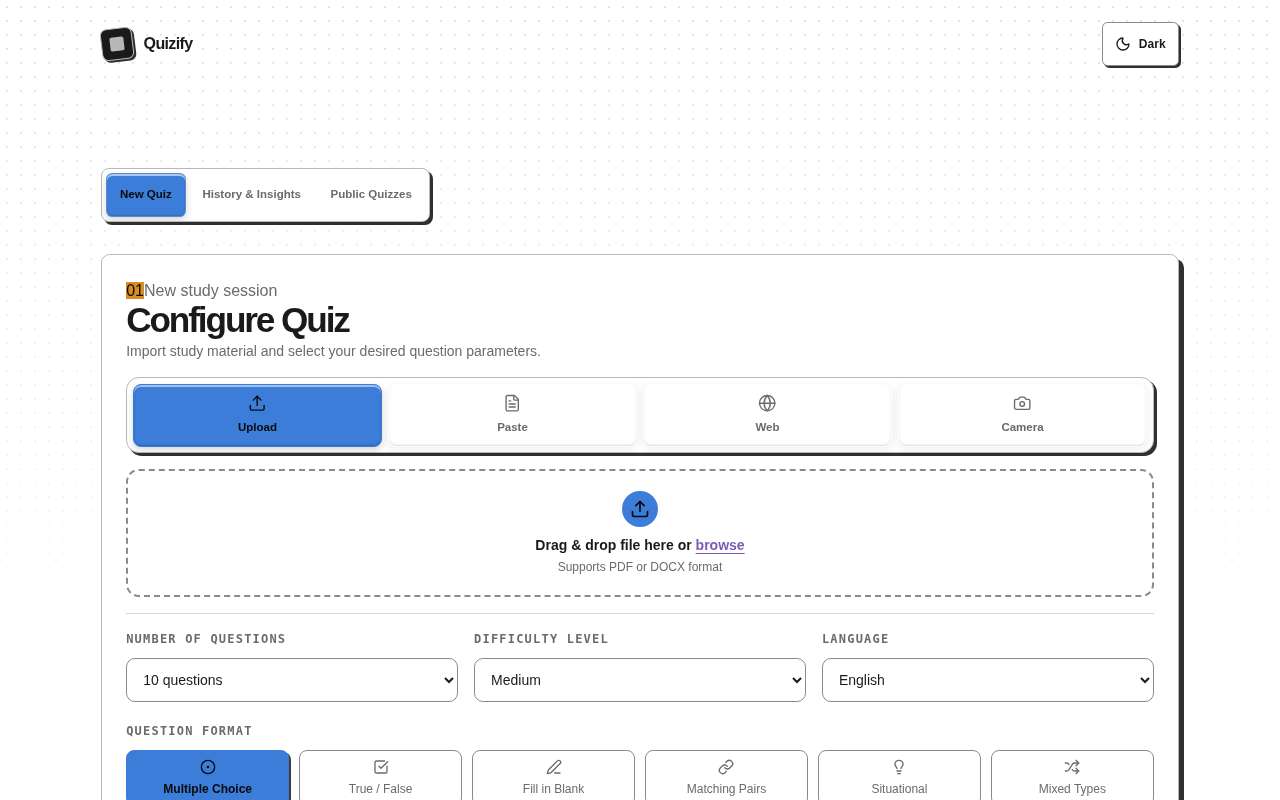 Quizify
Dark
New Quiz History & Insights Public Quizzes
01New study session
Configure Quiz
Import study material and select your desired question parameters.
Upload Paste Web Camera
Drag & drop file here or browse
Supports PDF or DOCX format
NUMBER OF QUESTIONS DIFFICULTY LEVEL LANGUAGE
10 questions Medium English
QUESTION FORMAT
Multiple Choice True / False Fill in Blank Matching Pairs Situational Mixed Types